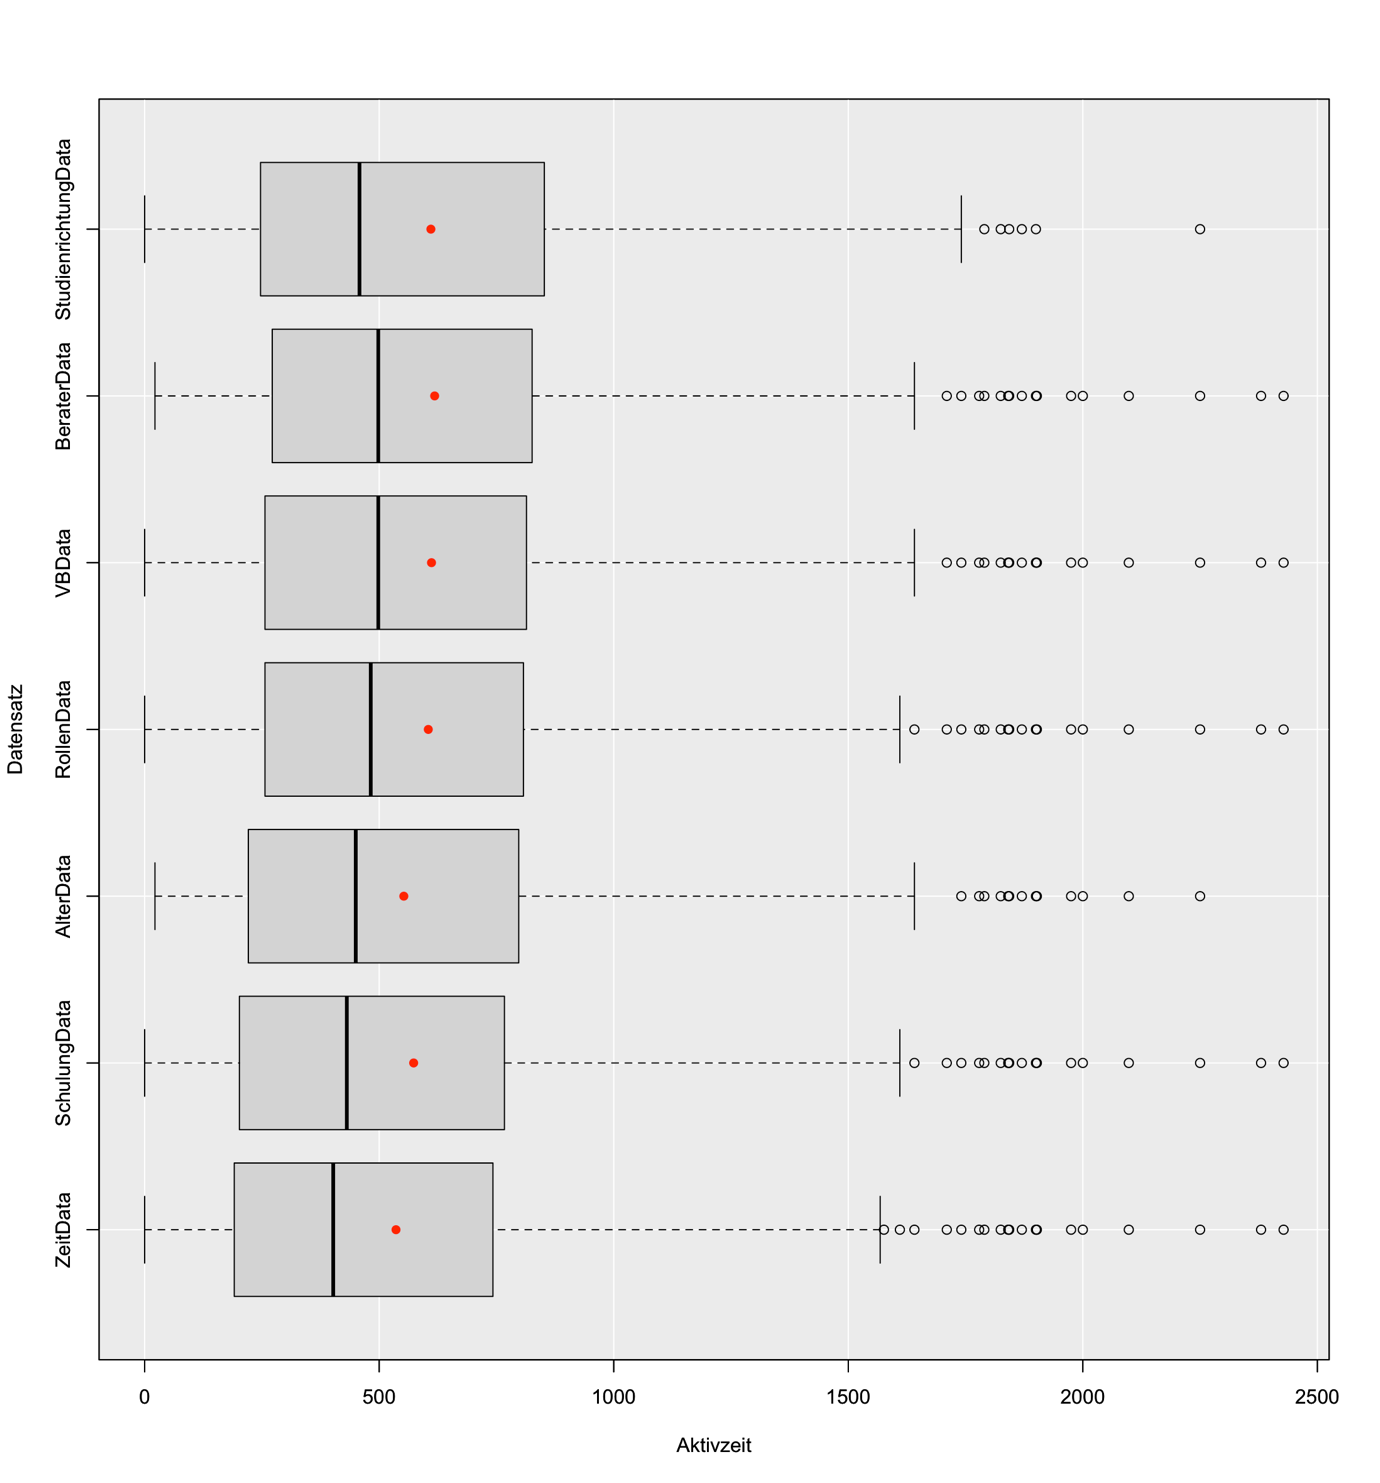 Datensatz
StudienrichtungData
BeraterData
VBData
RollenData
AlterData
SchulungData
ZeitData
0 500 1000 1500 2000 2500
Aktivzeit